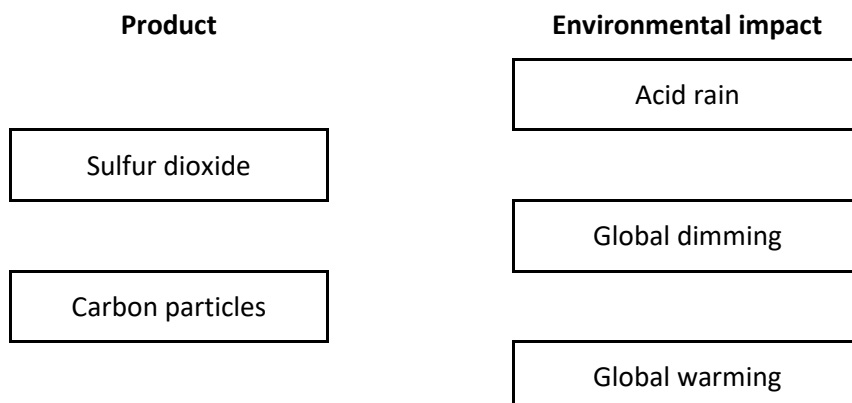 Product Environmental impact
Acid rain
Sulfur dioxide
Global dimming
Carbon particles
Global warming